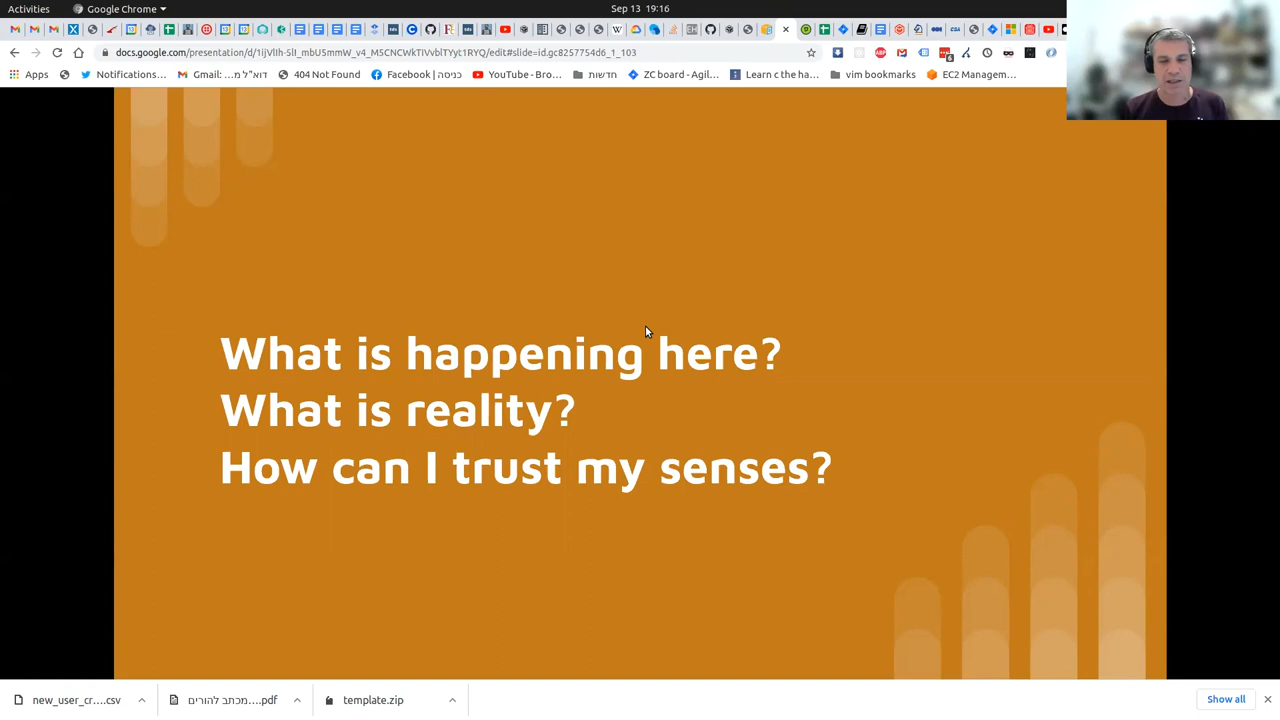 Activities
Google Chrome
Sep 13 19:16
docs.google.com/presentation/d/1ijVlIh-5lI_mbU5mmW_v4_M5CNCWkTIVvblTYyt1RYQ/edit#slide=id.gc8257754d6_1_103
Apps
Notifications...
Gmail: דוא"ל מ...
404 Not Found
Facebook | כניסה
YouTube - Bro...
חדשות
ZC board - Agil...
Learn c the ha...
vim bookmarks
EC2 Managem...
What is happening here?
What is reality?
How can I trust my senses?
new_user_cr....csv
מכתב להורים....pdf
template.zip
Show all